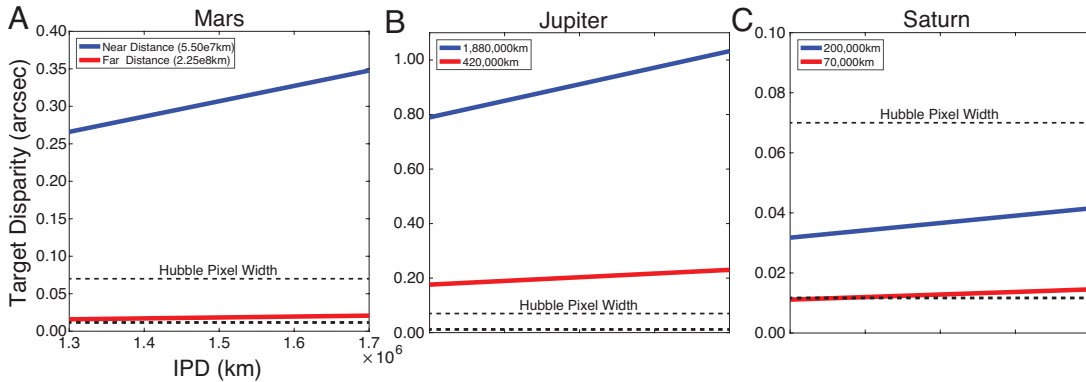 A
Mars
Target Disparity (arcsec)
0.40
0.35
0.30
0.25
0.20
0.15
0.10
0.05
0.00
Near Distance (5.50e7km)
Far Distance (2.25e8km)
Hubble Pixel Width
1.3
1.4
1.5
1.6
1.7
× 10⁶
IPD (km)
B
Jupiter
1.00
0.80
0.60
0.40
0.20
0.00
1,880,000km
420,000km
Hubble Pixel Width
C
Saturn
0.10
0.08
0.06
0.04
0.02
0.00
200,000km
70,000km
Hubble Pixel Width